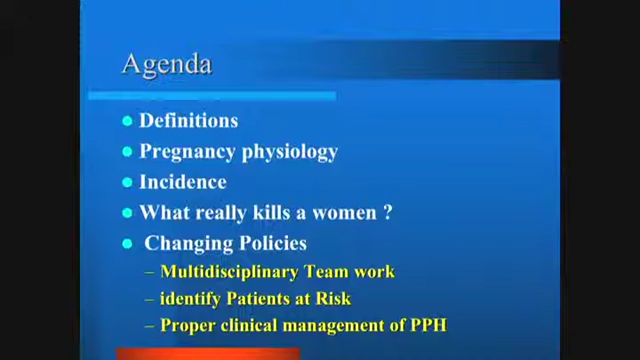 Agenda
Definitions
Pregnancy physiology
Incidence
What really kills a women ?
Changing Policies
– Multidisciplinary Team work
– identify Patients at Risk
– Proper clinical management of PPH